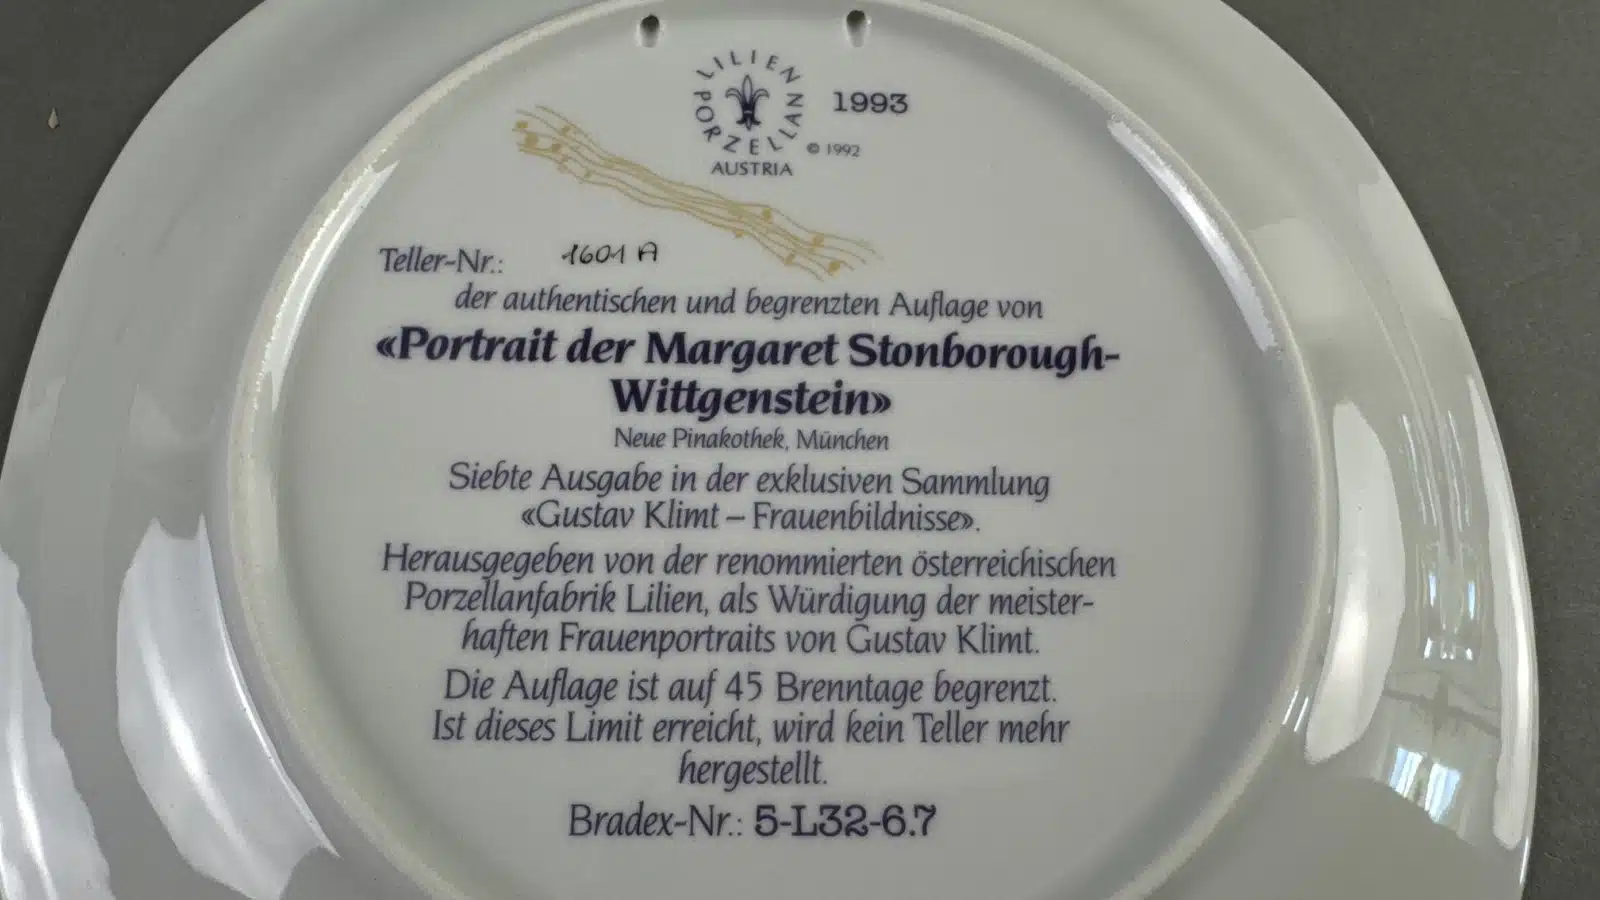 LILIEN PORZELLAN
1993
© 1992
AUSTRIA
Teller-Nr.: 1601 A
der authentischen und begrenzten Auflage von
«Portrait der Margaret Stonborough-
Wittgenstein»
Neue Pinakothek, München
Siebte Ausgabe in der exklusiven Sammlung
«Gustav Klimt – Frauenbildnisse».
Herausgegeben von der renommierten österreichischen
Porzellanfabrik Lilien, als Würdigung der meister-
haften Frauenportraits von Gustav Klimt.
Die Auflage ist auf 45 Brenntage begrenzt.
Ist dieses Limit erreicht, wird kein Teller mehr
hergestellt.
Bradex-Nr.: 5-L32-6.7